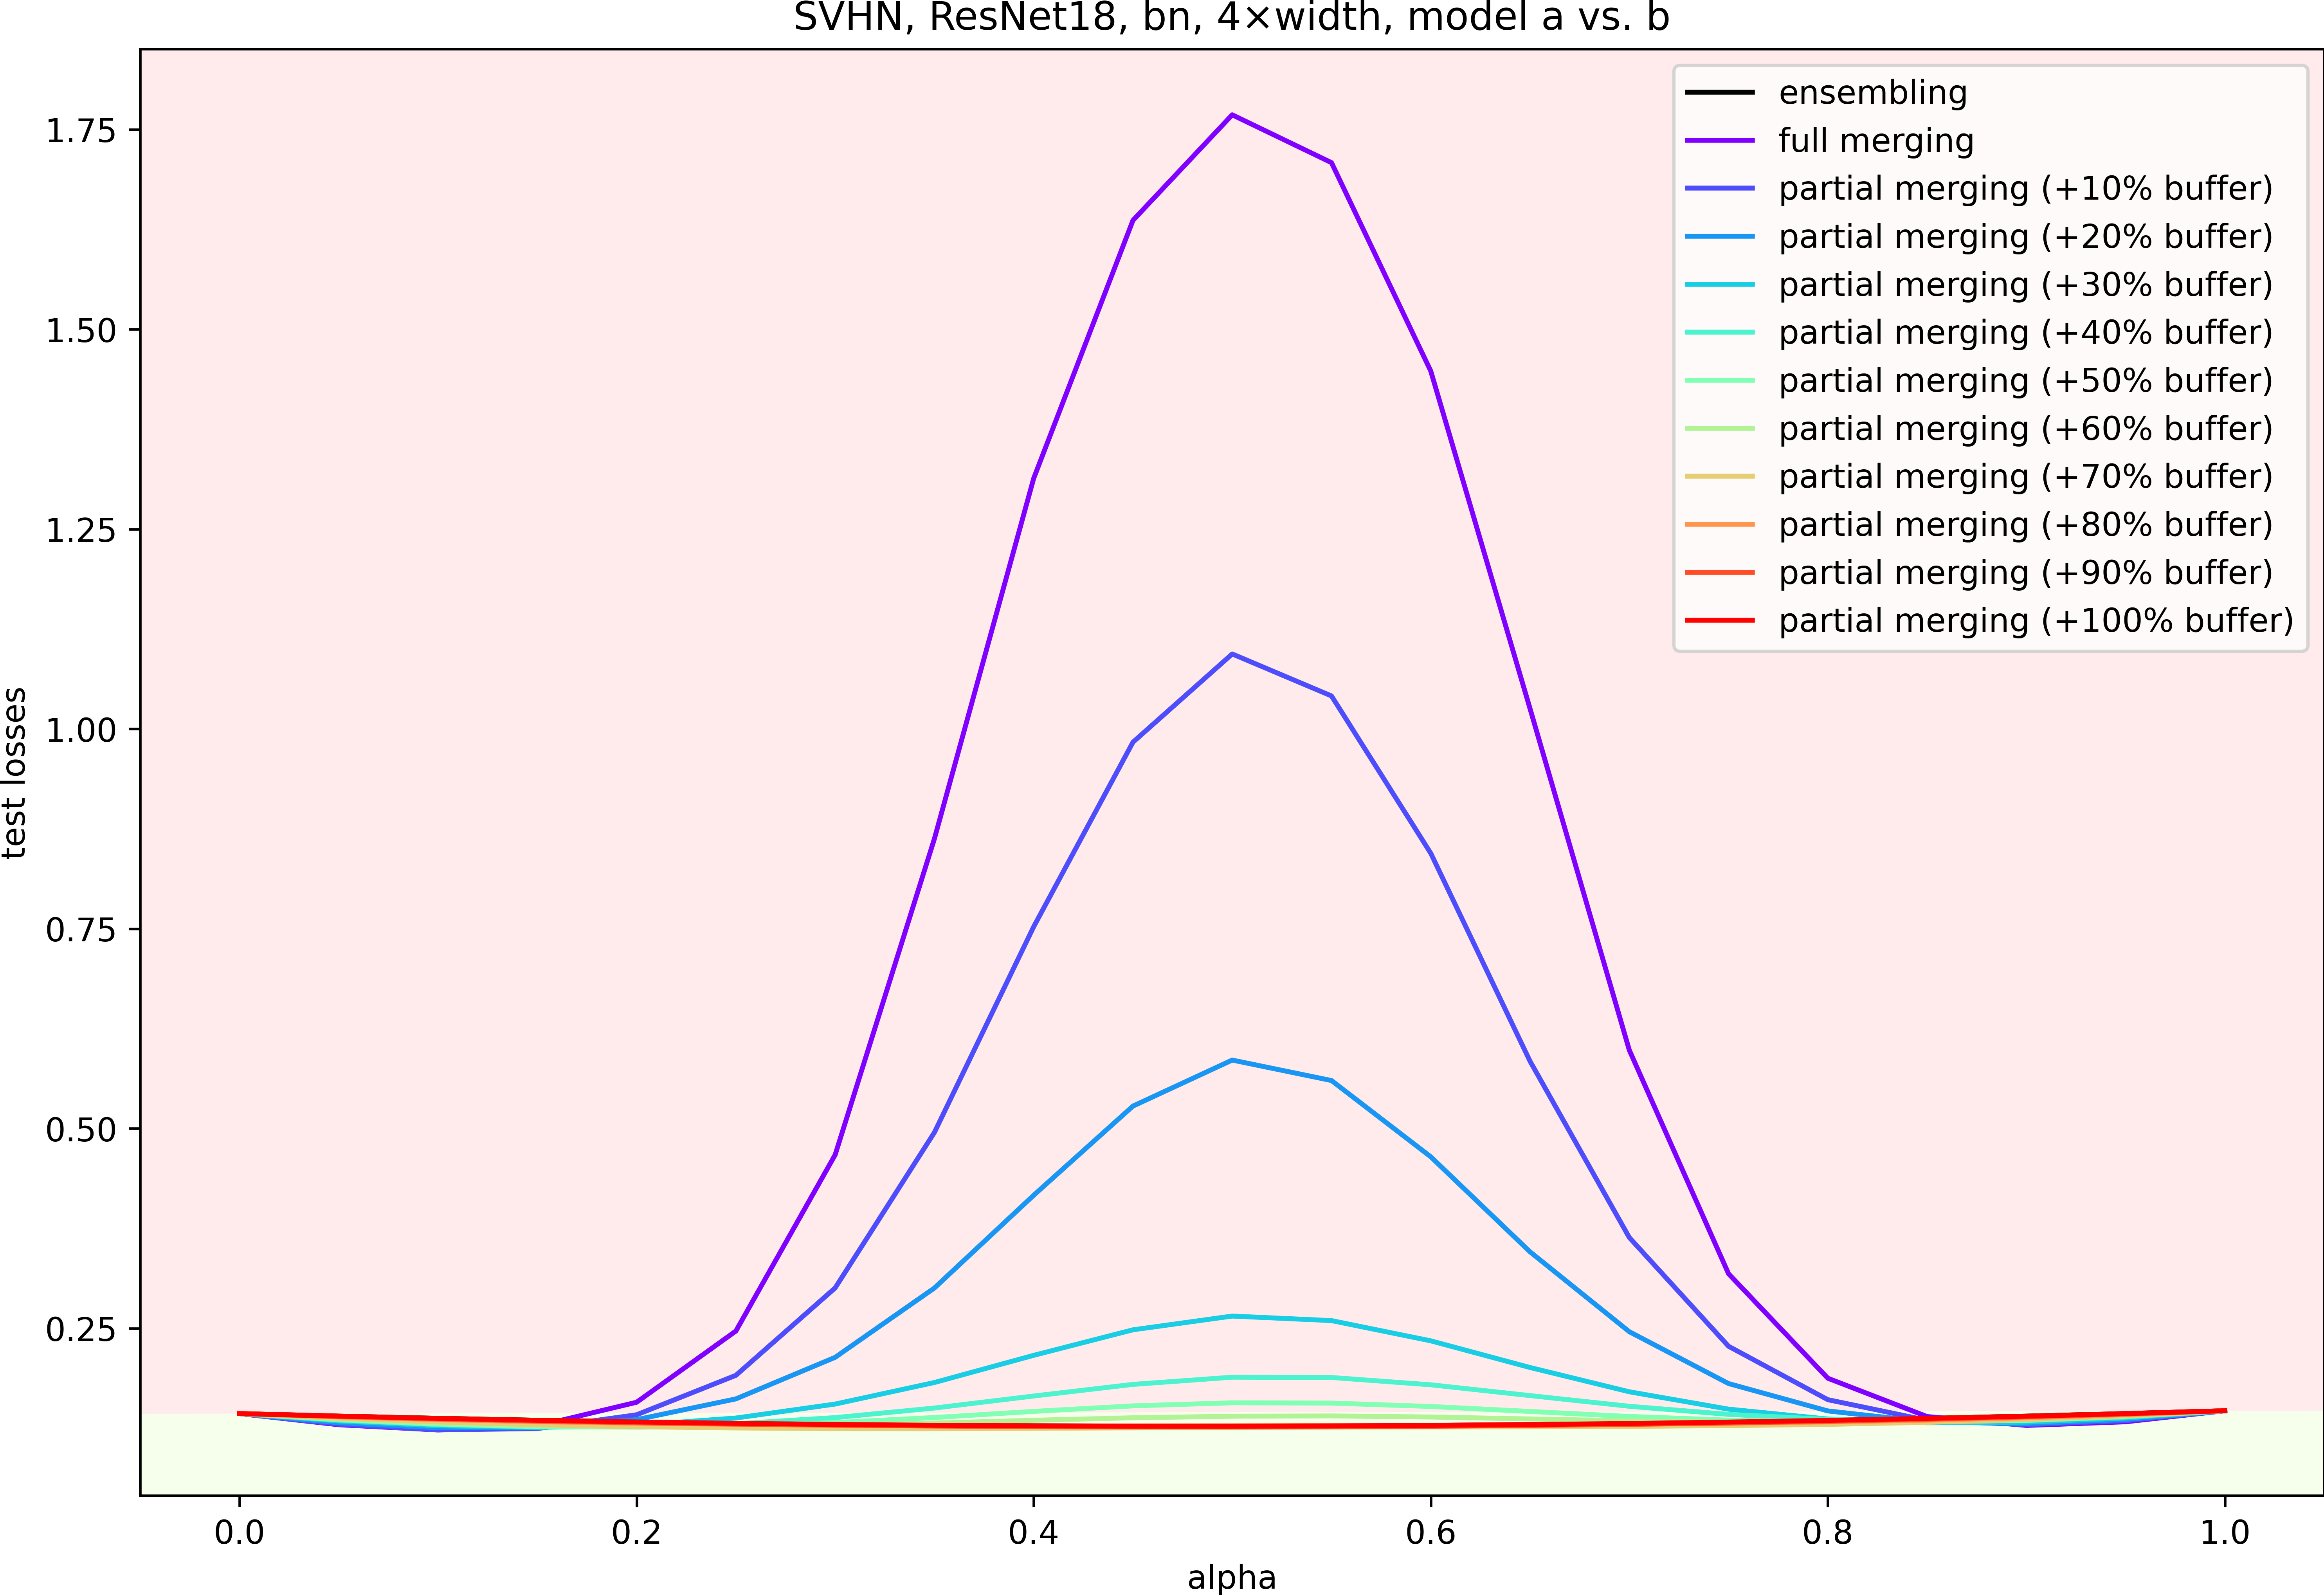 SVHN, ResNet18, bn, 4×width, model a vs. b
ensembling
full merging
partial merging (+10% buffer)
partial merging (+20% buffer)
partial merging (+30% buffer)
partial merging (+40% buffer)
partial merging (+50% buffer)
partial merging (+60% buffer)
partial merging (+70% buffer)
partial merging (+80% buffer)
partial merging (+90% buffer)
partial merging (+100% buffer)
test losses
1.75
1.50
1.25
1.00
0.75
0.50
0.25
0.0 0.2 0.4 0.6 0.8 1.0
alpha